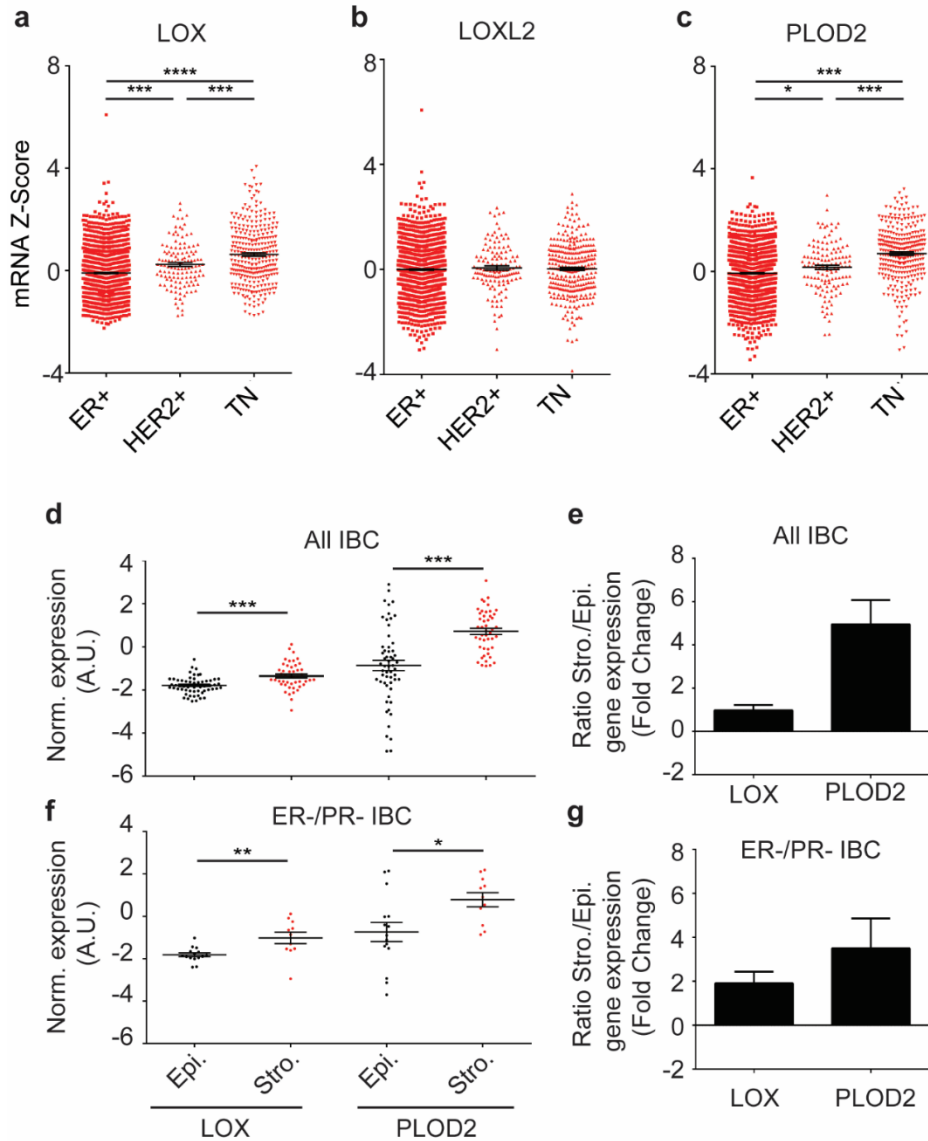 a
LOX
8
4
0
-4
mRNA Z-Score
****
*** ***
ER+
HER2+
TN
b
LOXL2
8
4
0
-4
ER+
HER2+
TN
c
PLOD2
8
4
0
-4
***
* ***
ER+
HER2+
TN
d
All IBC
4
2
0
-2
-4
-6
Norm. expression
(A.U.)
***
***
e
All IBC
8
6
4
2
0
-2
Ratio Stro./Epi.
gene expression
(Fold Change)
LOX PLOD2
f
ER-/PR- IBC
4
2
0
-2
-4
-6
Norm. expression
(A.U.)
**
*
Epi.
Stro.
Epi.
Stro.
LOX PLOD2
g
ER-/PR- IBC
8
6
4
2
0
-2
Ratio Stro./Epi.
gene expression
(Fold Change)
LOX PLOD2